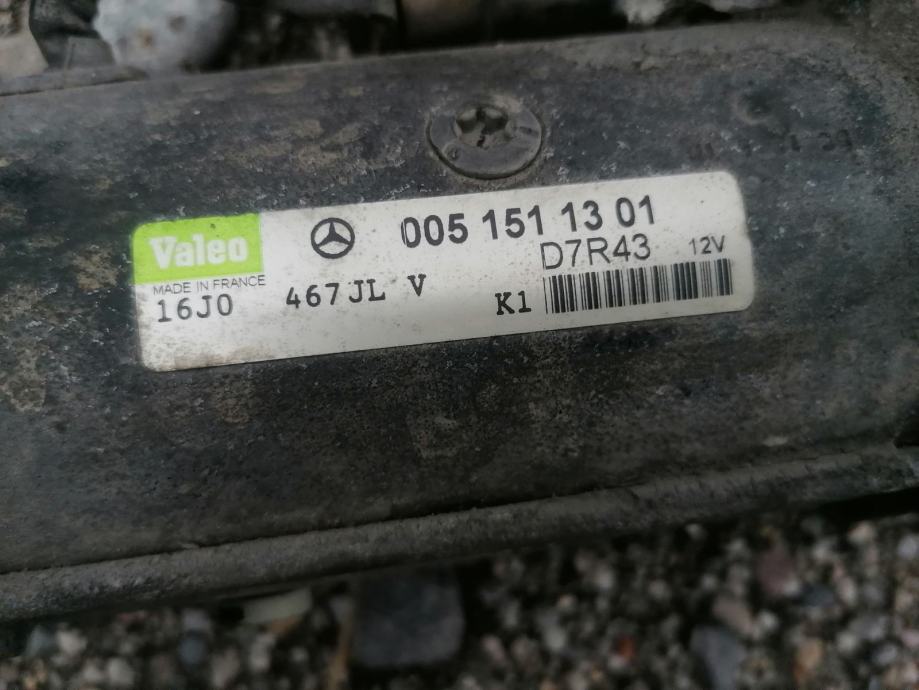 Valeo
MADE IN FRANCE
005 151 13 01
D7R43 12V
16J0 467JL V K1